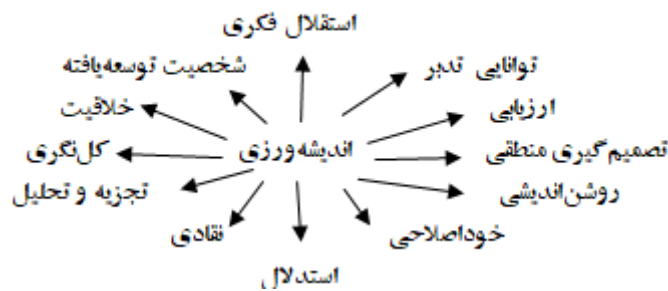 استقلال فکری
توانایی تدبر
شخصیت توسعه‌یافته
ارزیابی
خلاقیت
تصمیم‌گیری منطقی
اندیشه‌ورزی
کل‌نگری
روشن‌اندیشی
تجزیه و تحلیل
خوداصلاحی
نقادی
استدلال